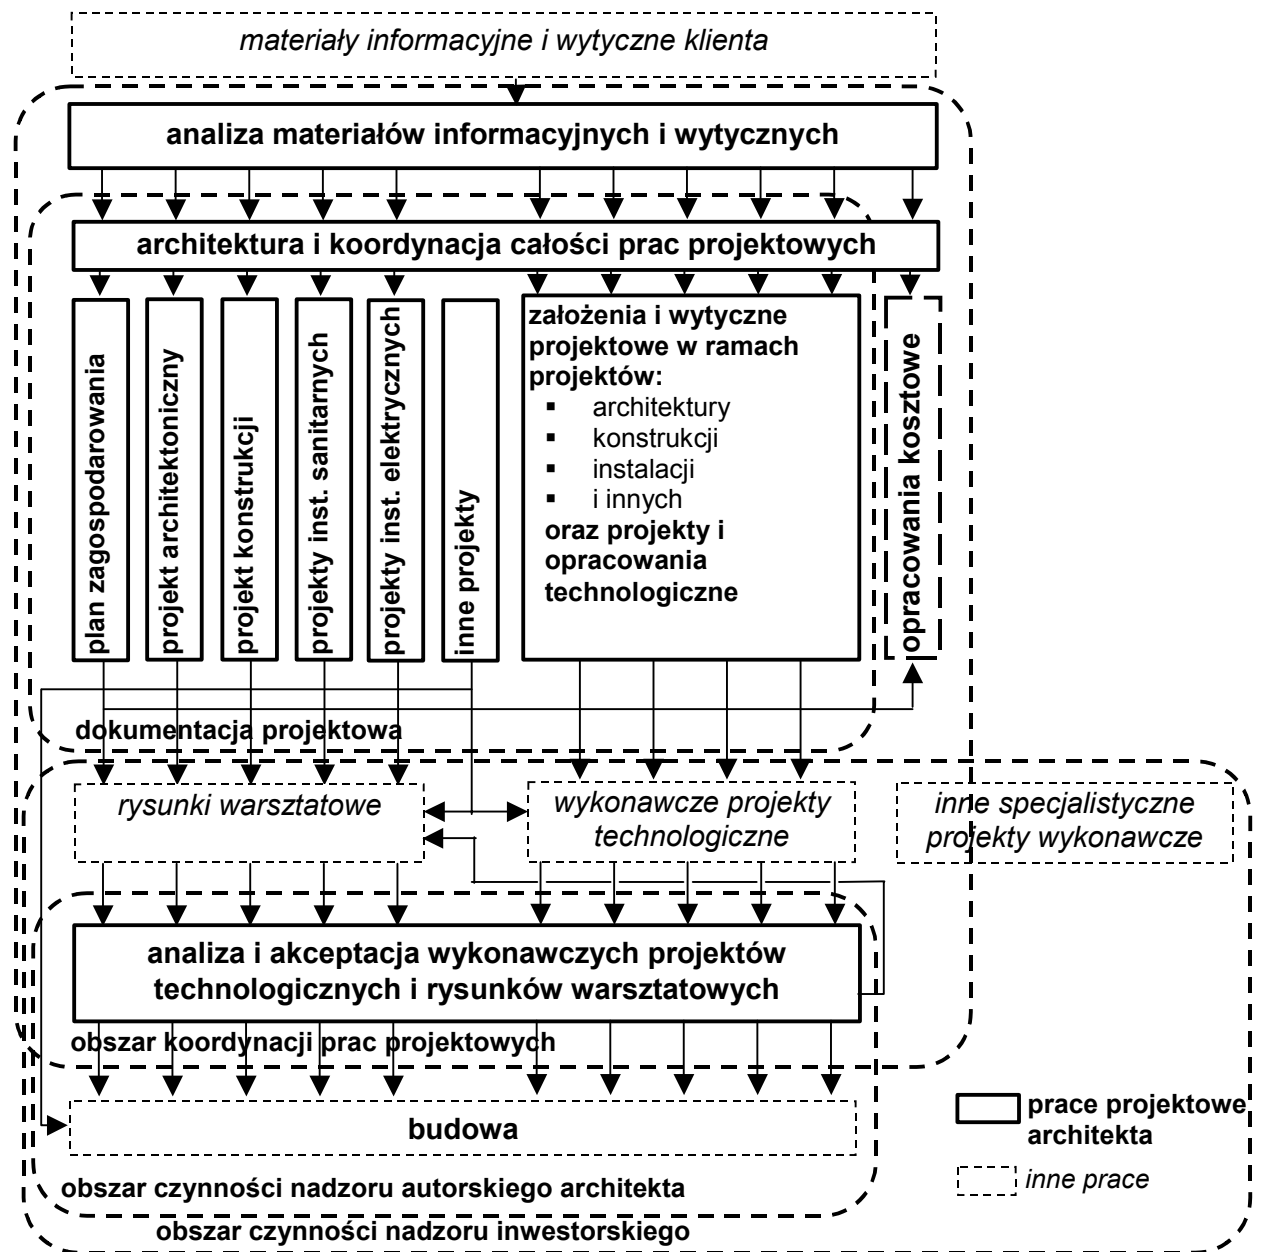 materiały informacyjne i wytyczne klienta
analiza materiałów informacyjnych i wytycznych
architektura i koordynacja całości prac projektowych
plan zagospodarowania
projekt architektoniczny
projekt konstrukcji
projekty inst. sanitarnych
projekty inst. elektrycznych
inne projekty
założenia i wytyczne
projektowe w ramach
projektów:
▪ architektury
▪ konstrukcji
▪ instalacji
▪ i innych
oraz projekty i
opracowania
technologiczne
opracowania kosztowe
dokumentacja projektowa
rysunki warsztatowe
wykonawcze projekty
technologiczne
inne specjalistyczne
projekty wykonawcze
analiza i akceptacja wykonawczych projektów
technologicznych i rysunków warsztatowych
obszar koordynacji prac projektowych
budowa
prace projektowe
architekta
inne prace
obszar czynności nadzoru autorskiego architekta
obszar czynności nadzoru inwestorskiego